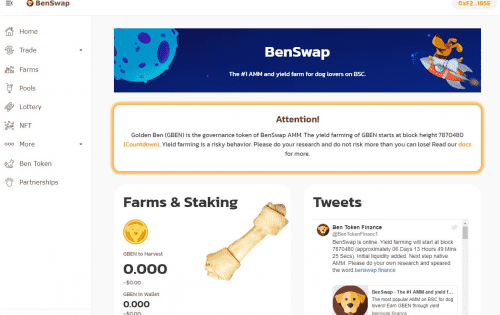 BenSwap
0xF2...185E
Home
Trade
Farms
Pools
Lottery
NFT
More
Ben Token
Partnerships
BenSwap
The #1 AMM and yield farm for dog lovers on BSC.
Attention!
Golden Ben (GBEN) is the governance token of BenSwap AMM. The yield farming of GBEN starts at block height 7870480
(Countdown). Yield farming is a risky behavior. Please do your research and do not risk more than you can lose! Read our docs
for more.
Farms & Staking
GBEN to Harvest
0.000
~$0.00
GBEN In Wallet
0.000
~$0.00
Tweets
Ben Token Finance
@BenTokenFinanc1
BenSwap is online. Yield farming will start at block
7870480 (approximately 06 Days 13 Hours 49 Mins
25 Secs). Initial liquidity added. Next step native
AMM. Please do your own research and speared
the word benswap.finance
BenSwap - The #1 AMM and yield f...
The most popular AMM on BSC for dog
lovers! Earn GBEN through yield
benswap.finance